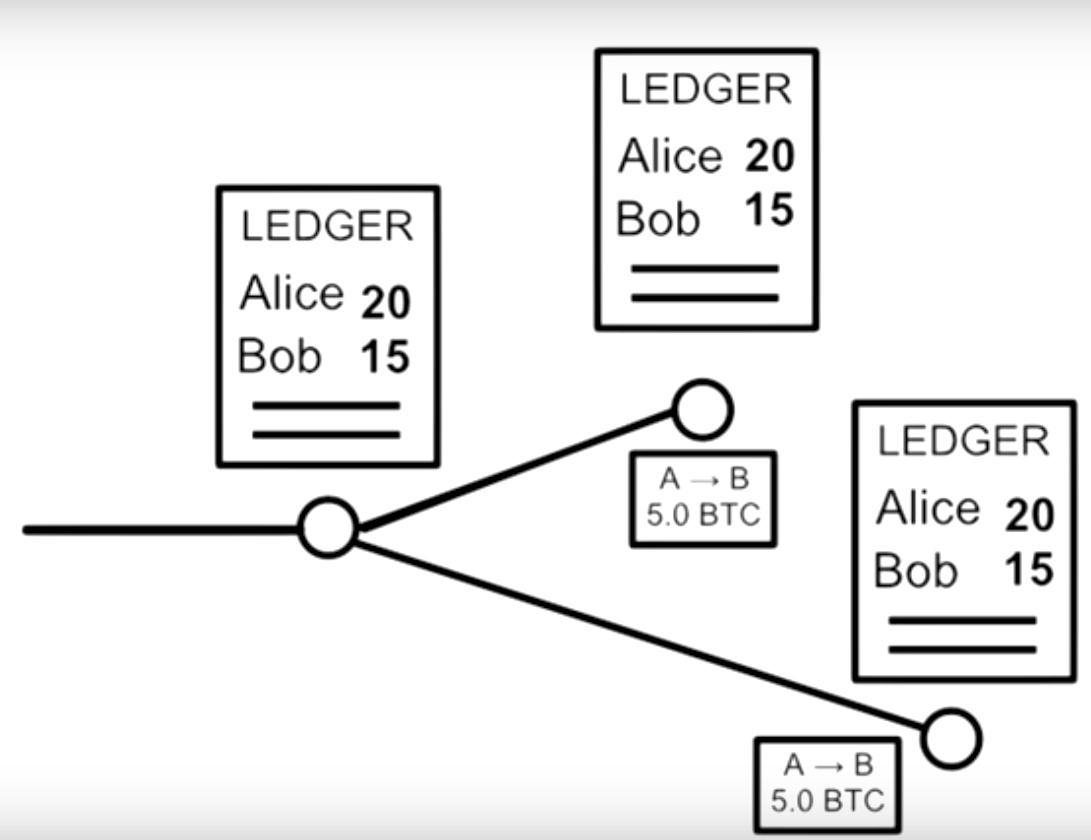 LEDGER
Alice 20
Bob 15
LEDGER
Alice 20
Bob 15
A → B
5.0 BTC
LEDGER
Alice 20
Bob 15
A → B
5.0 BTC